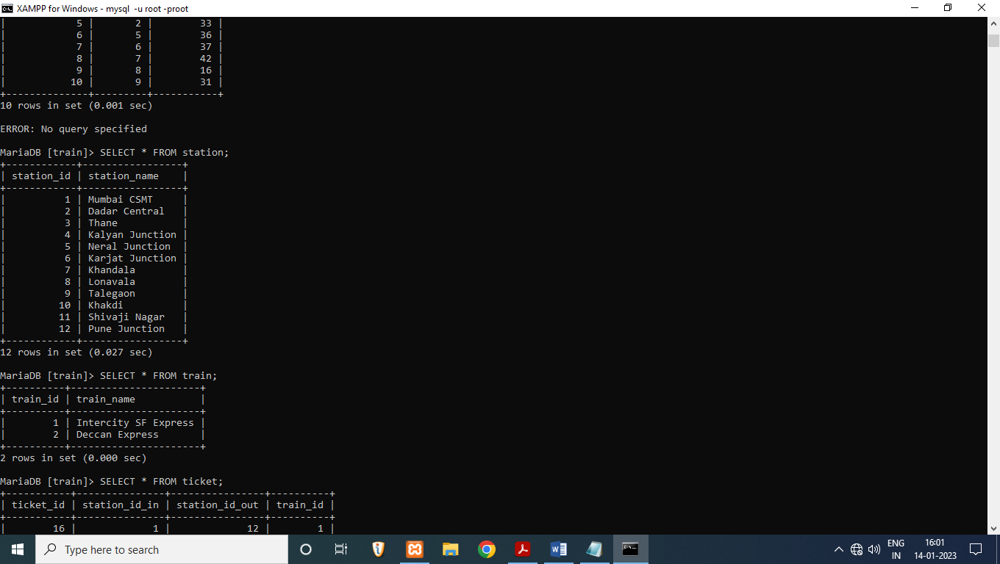 XAMPP for Windows - mysql  -u root -proot
|            5 |       2 |        33 |
|            6 |       5 |        36 |
|            7 |       6 |        37 |
|            8 |       7 |        42 |
|            9 |       8 |        16 |
|           10 |       9 |        31 |
+--------------+---------+-----------+
10 rows in set (0.001 sec)
ERROR: No query specified
MariaDB [train]> SELECT * FROM station;
+------------+-----------------+
| station_id | station_name    |
+------------+-----------------+
|          1 | Mumbai CSMT     |
|          2 | Dadar Central   |
|          3 | Thane           |
|          4 | Kalyan Junction |
|          5 | Neral Junction  |
|          6 | Karjat Junction |
|          7 | Khandala        |
|          8 | Lonavala        |
|          9 | Talegaon        |
|         10 | Khakdi          |
|         11 | Shivaji Nagar   |
|         12 | Pune Junction   |
+------------+-----------------+
12 rows in set (0.027 sec)
MariaDB [train]> SELECT * FROM train;
+----------+----------------------+
| train_id | train_name           |
+----------+----------------------+
|        1 | Intercity SF Express |
|        2 | Deccan Express       |
+----------+----------------------+
2 rows in set (0.000 sec)
MariaDB [train]> SELECT * FROM ticket;
+-----------+---------------+----------------+----------+
| ticket_id | station_id_in | station_id_out | train_id |
+-----------+---------------+----------------+----------+
|        16 |             1 |             12 |        1 |
Type here to search
ENG
IN
16:01
14-01-2023